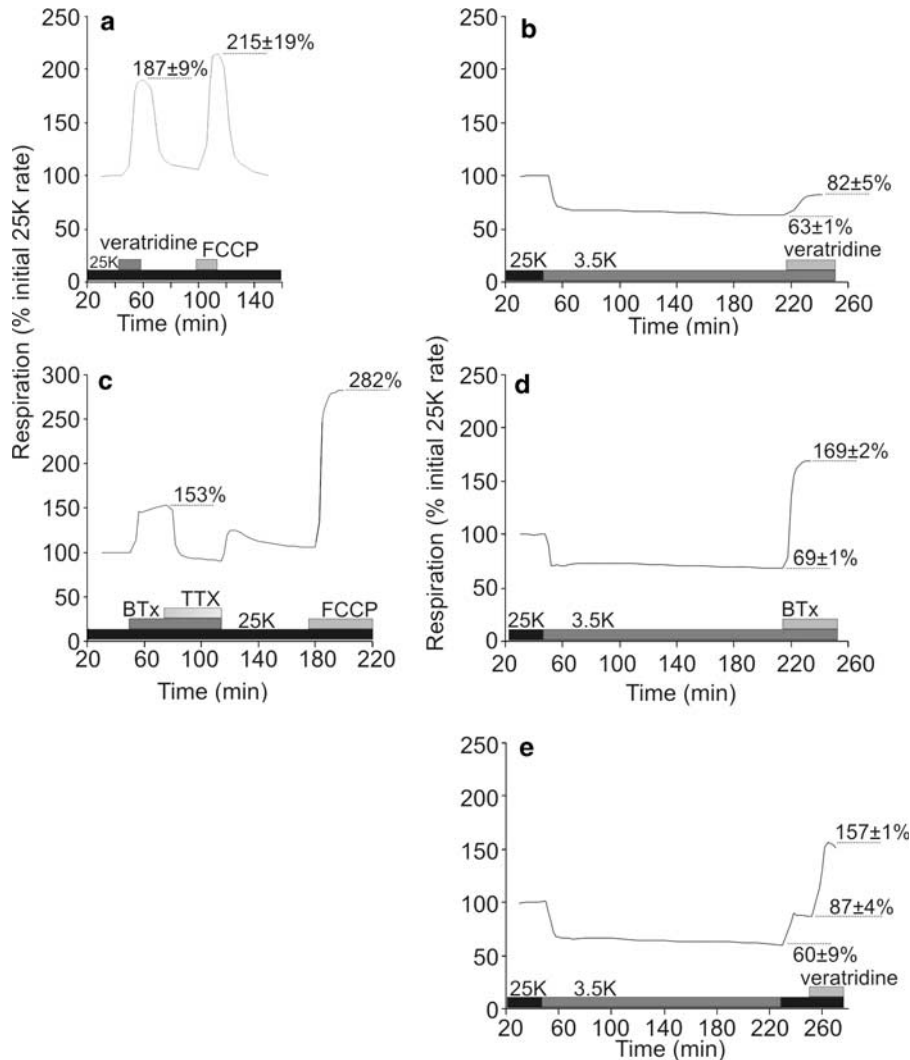 a
250
200
150
100
50
0
215±19%
187±9%
veratridine
25K
FCCP
20 60 100 140
Time (min)
b
250
200
150
100
50
0
82±5%
63±1%
veratridine
25K 3.5K
20 60 100 140 180 220 260
Time (min)
Respiration (% initial 25K rate)
c
300
250
200
150
100
50
0
282%
153%
TTX
BTx 25K FCCP
20 60 100 140 180 220
Time (min)
Respiration (% initial 25K rate)
d
250
200
150
100
50
0
169±2%
69±1%
BTx
25K 3.5K
20 60 100 140 180 220 260
Time (min)
e
250
200
150
100
50
0
157±1%
87±4%
60±9%
veratridine
25K 3.5K
20 60 100 140 180 220 260
Time (min)